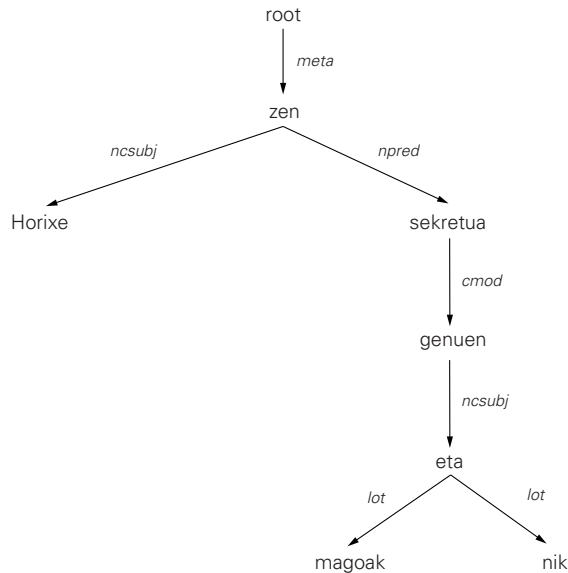 root
meta
zen
ncsubj npred
Horixe sekretua
cmod
genuen
ncsubj
eta
lot lot
magoak nik